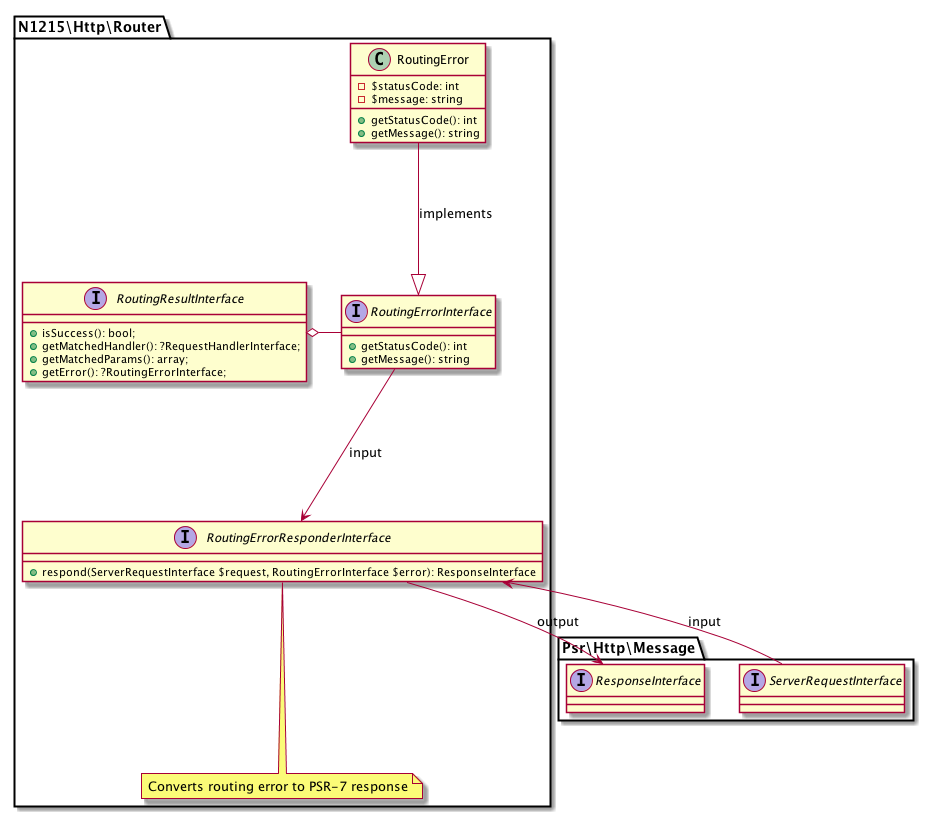 N1215\Http\Router
C RoutingError
$statusCode: int
$message: string
getStatusCode(): int
getMessage(): string
implements
I RoutingResultInterface
isSuccess(): bool;
getMatchedHandler(): ?RequestHandlerInterface;
getMatchedParams(): array;
getError(): ?RoutingErrorInterface;
I RoutingErrorInterface
getStatusCode(): int
getMessage(): string
input
I RoutingErrorResponderInterface
respond(ServerRequestInterface $request, RoutingErrorInterface $error): ResponseInterface
output
input
Psr\Http\Message
I ResponseInterface
I ServerRequestInterface
Converts routing error to PSR-7 response